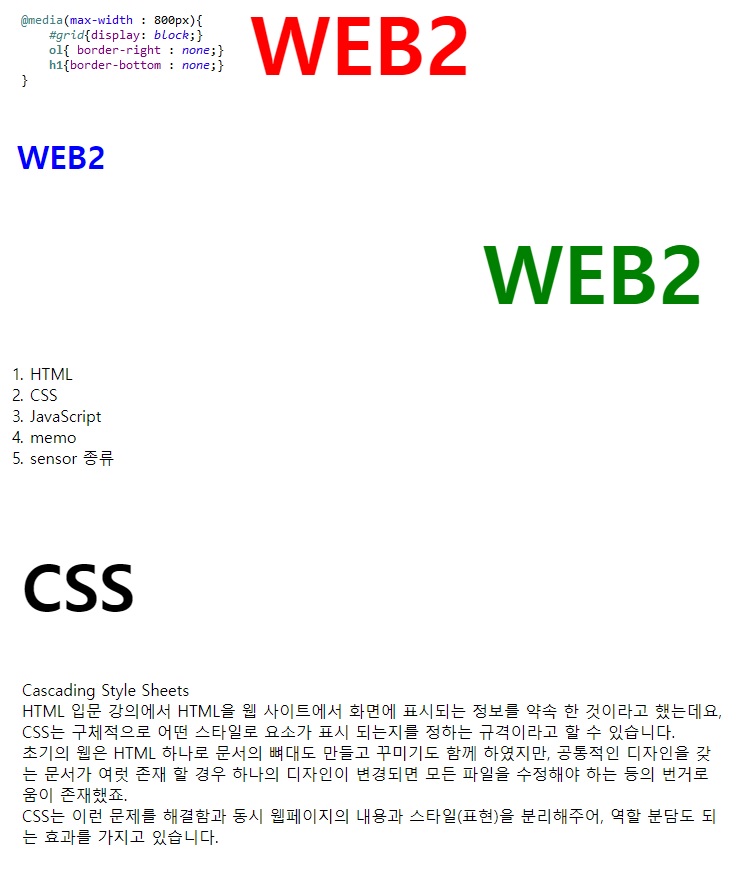 @media(max-width : 800px){
#grid{display: block;}
ol{ border-right : none;}
h1{border-bottom : none;}
}
WEB2
WEB2
WEB2
1. HTML
2. CSS
3. JavaScript
4. memo
5. sensor 종류
CSS
Cascading Style Sheets
HTML 입문 강의에서 HTML을 웹 사이트에서 화면에 표시되는 정보를 약속 한 것이라고 했는데요,
CSS는 구체적으로 어떤 스타일로 요소가 표시 되는지를 정하는 규격이라고 할 수 있습니다.
초기의 웹은 HTML 하나로 문서의 뼈대도 만들고 꾸미기도 함께 하였지만, 공통적인 디자인을 갖
는 문서가 여럿 존재 할 경우 하나의 디자인이 변경되면 모든 파일을 수정해야 하는 등의 번거로
움이 존재했죠.
CSS는 이런 문제를 해결함과 동시 웹페이지의 내용과 스타일(표현)을 분리해주어, 역할 분담도 되
는 효과를 가지고 있습니다.